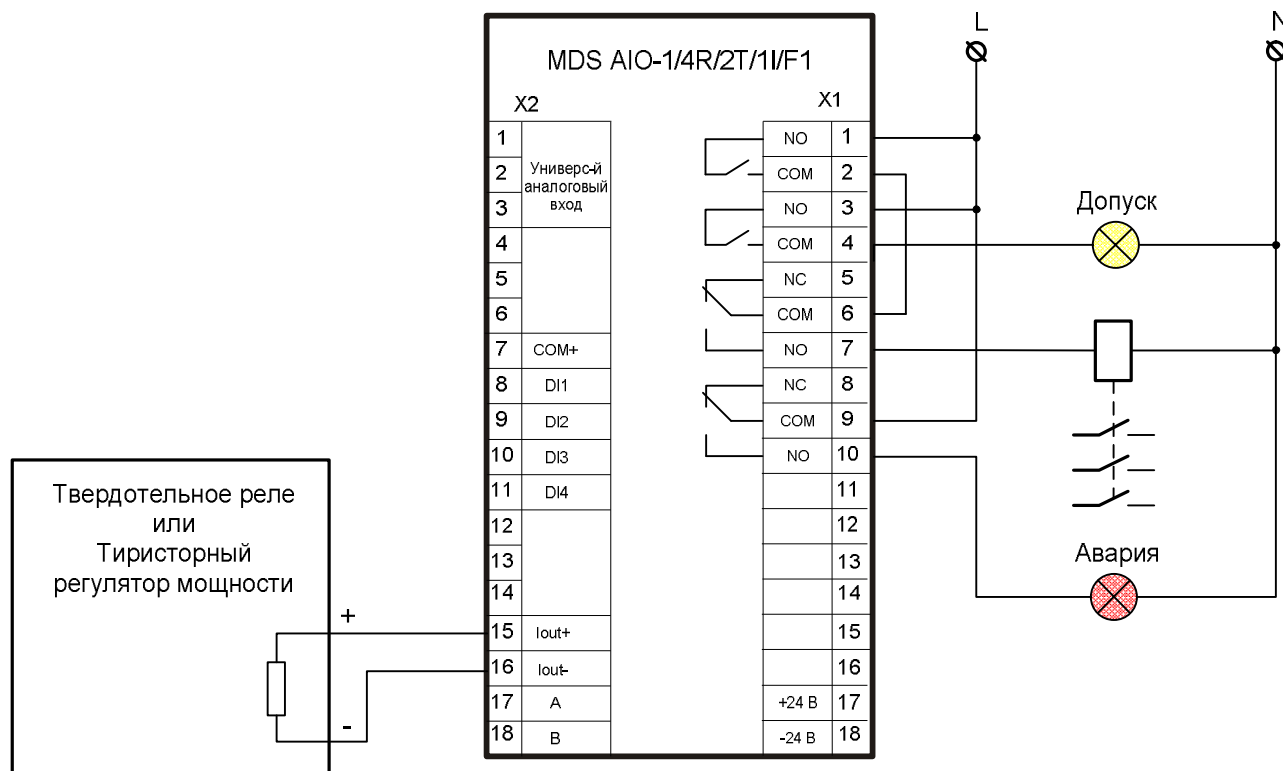 MDS AIO-1/4R/2T/1I/F1
L
N
X2
X1
1
2
3
4
5
6
7
8
9
10
11
12
13
14
15
16
17
18
Универс-й
аналоговый
вход
COM+
DI1
DI2
DI3
DI4
Iout+
Iout-
A
B
NO 1
COM 2
NO 3
COM 4
NC 5
COM 6
NO 7
NC 8
COM 9
NO 10
11
12
13
14
15
16
+24 В 17
-24 В 18
Допуск
Авария
Твердотельное реле
или
Тиристорный
регулятор мощности
+
-